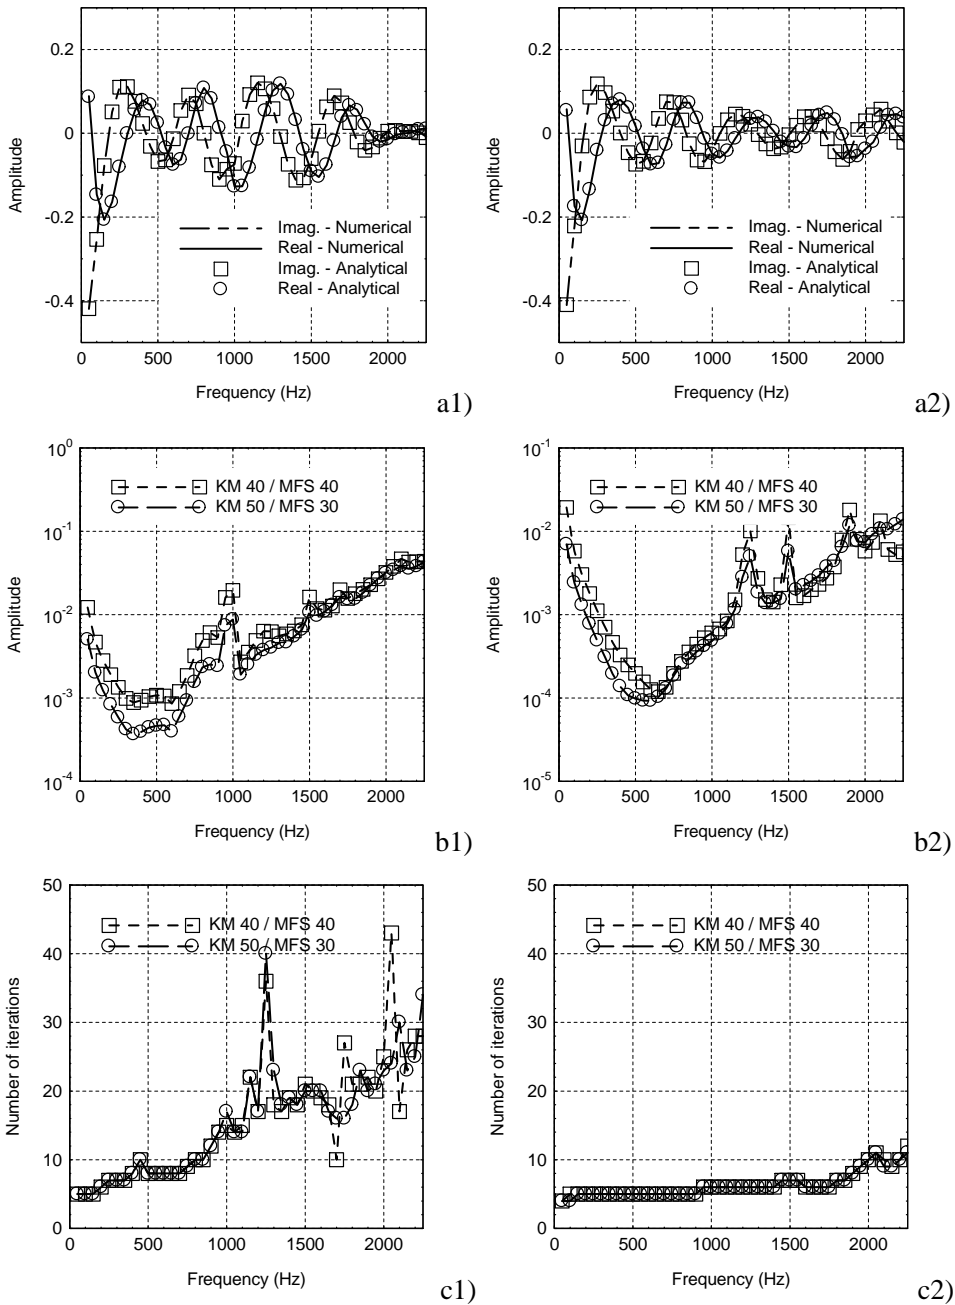 0.2
0
-0.2
-0.4
Amplitude
Imag. - Numerical
Real - Numerical
Imag. - Analytical
Real - Analytical
0 500 1000 1500 2000
Frequency (Hz)
a1)
0.2
0
-0.2
-0.4
Amplitude
Imag. - Numerical
Real - Numerical
Imag. - Analytical
Real - Analytical
0 500 1000 1500 2000
Frequency (Hz)
a2)
10^0
10^-1
10^-2
10^-3
10^-4
Amplitude
KM 40 / MFS 40
KM 50 / MFS 30
0 500 1000 1500 2000
Frequency (Hz)
b1)
10^-1
10^-2
10^-3
10^-4
10^-5
Amplitude
KM 40 / MFS 40
KM 50 / MFS 30
0 500 1000 1500 2000
Frequency (Hz)
b2)
50
40
30
20
10
0
Number of iterations
KM 40 / MFS 40
KM 50 / MFS 30
0 500 1000 1500 2000
Frequency (Hz)
c1)
50
40
30
20
10
0
Number of iterations
KM 40 / MFS 40
KM 50 / MFS 30
0 500 1000 1500 2000
Frequency (Hz)
c2)